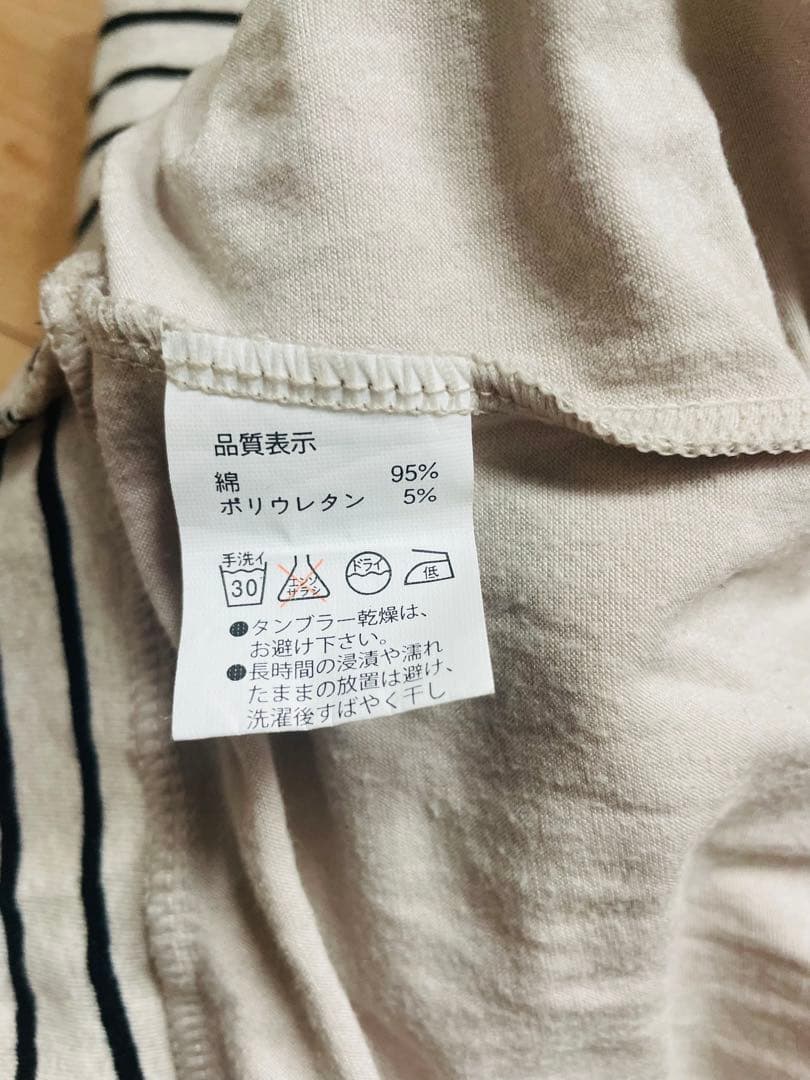 品質表示
綿 95%
ポリウレタン 5%
手洗イ 30 エンソサラシ ドライ 低
●タンブラー乾燥は、
お避け下さい。
●長時間の浸漬や濡れ
たままの放置は避け、
洗濯後すばやく干し